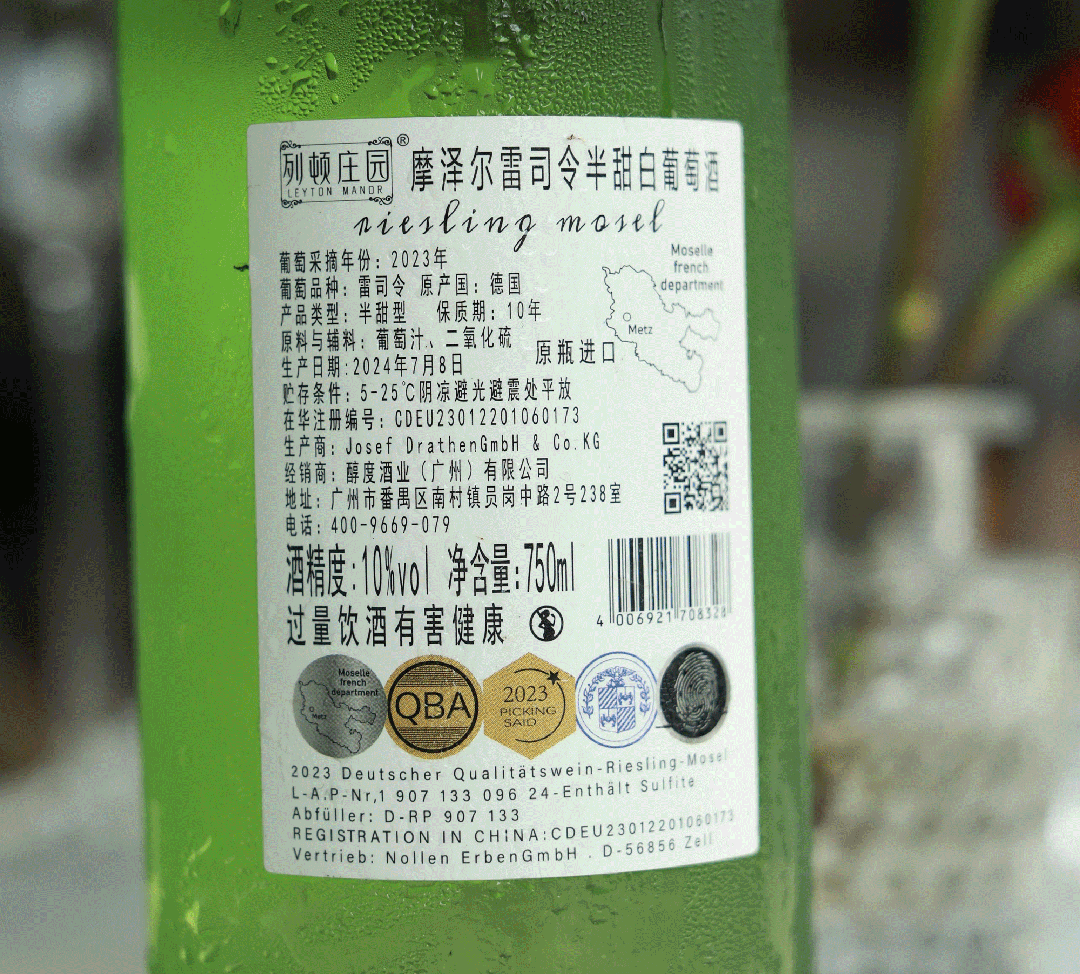 列顿庄园® 摩泽尔雷司令半甜白葡萄酒
LEYTON MANOR
riesling mosel
葡萄采摘年份：2023年
葡萄品种：雷司令 原产国：德国
产品类型：半甜型 保质期：10年
原料与辅料：葡萄汁、二氧化硫
生产日期：2024年7月8日
贮存条件：5-25℃阴凉避光避震处平放
在华注册编号：CDEU23012201060173
生产商：Josef DrathenGmbH & Co.KG
经销商：醇度酒业（广州）有限公司
地址：广州市番禺区南村镇员岗中路2号238室
电话：400-9669-079
Moselle
french
department
Metz
原瓶进口
酒精度：10%vol 净含量：750ml
过量饮酒有害健康
4 006921 708328
Moselle
french
department
Metz
QBA
2023
PICKING
SAID
2023 Deutscher Qualitätswein-Riesling-Mosel
L-A.P-Nr,1 907 133 096 24-Enthält Sulfite
Abfüller: D-RP 907 133
REGISTRATION IN CHINA:CDEU23012201060173
Vertrieb: Nollen ErbenGmbH . D-56856 Zell